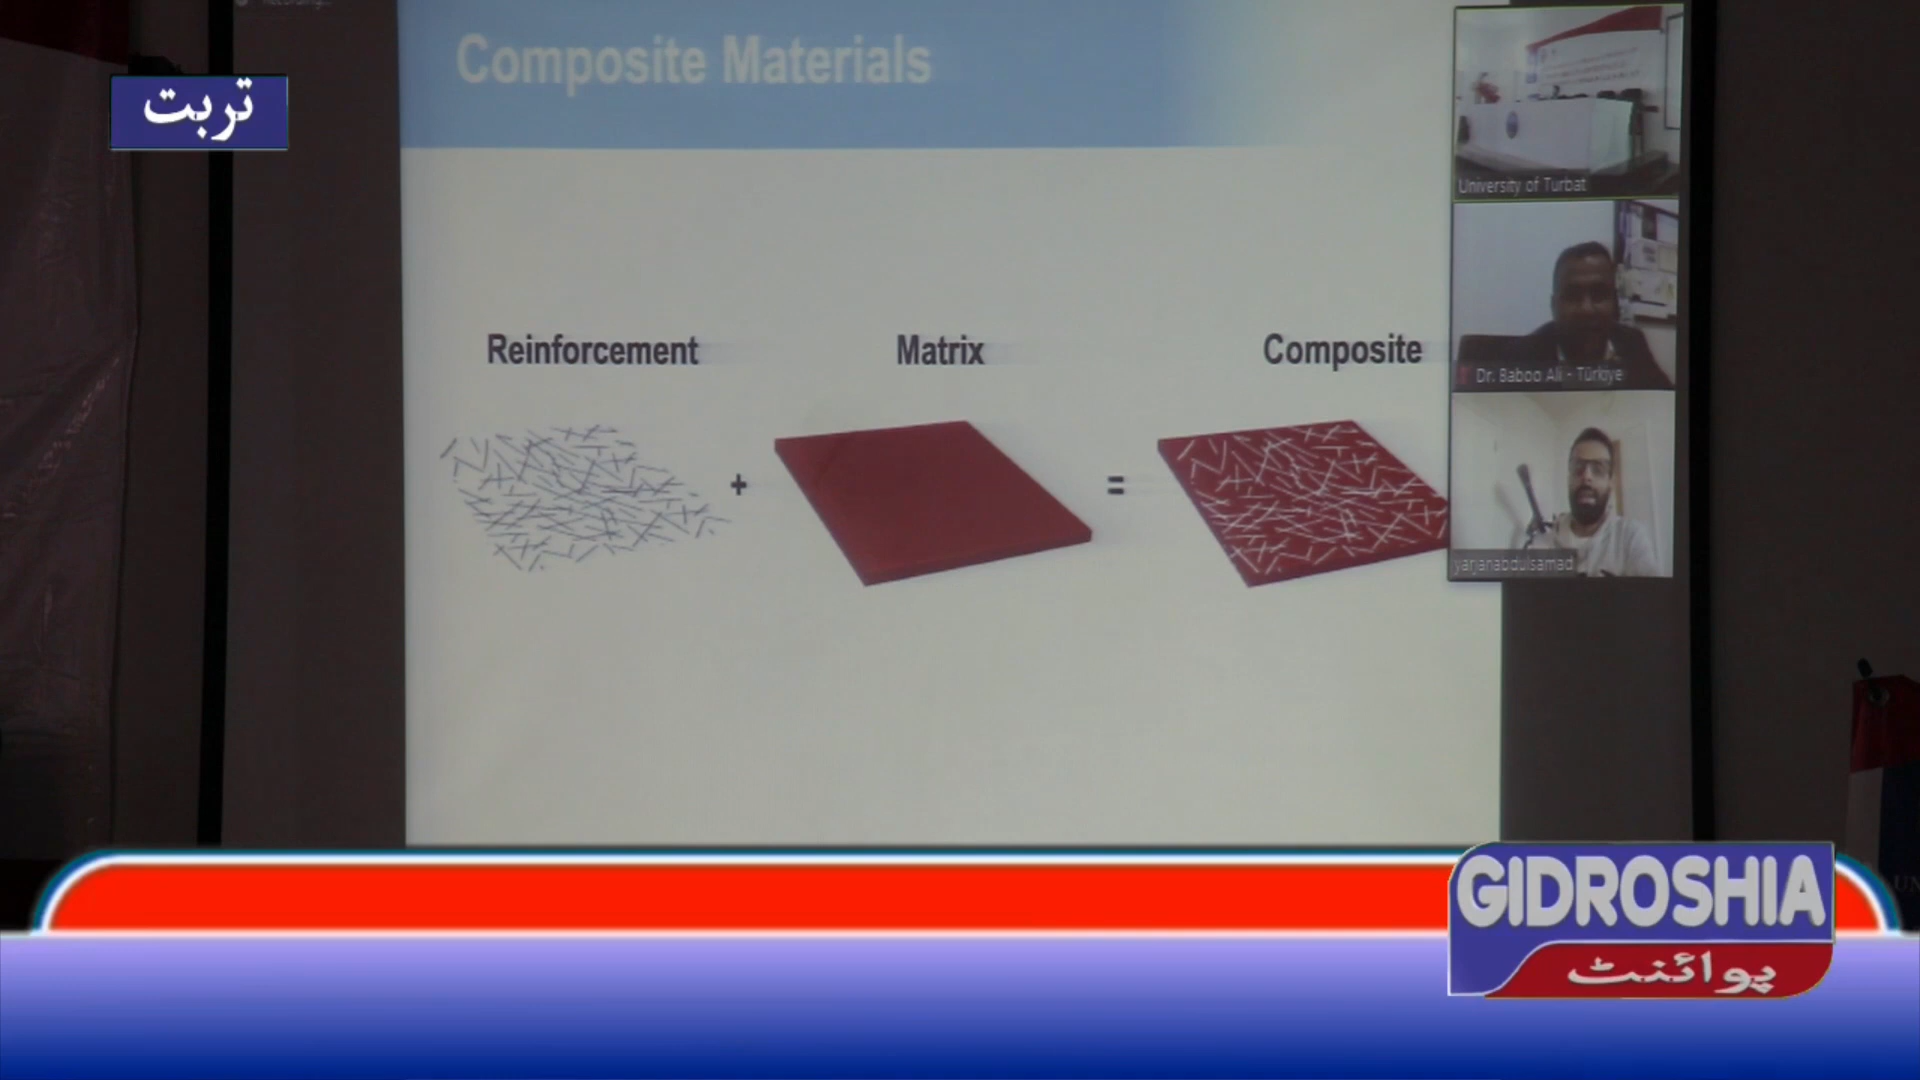 Composite Materials
تربت
University of Turbat
Dr. Baboo Ali - Türkiye
Reinforcement
Matrix
Composite
+
=
yarjanabdulsamad
GIDROSHIA
پوائنٹ